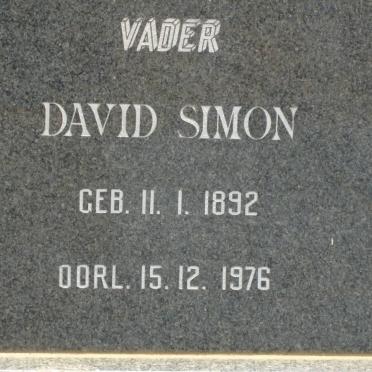 VADER
DAVID SIMON
GEB. 11. 1. 1892
OORL. 15. 12. 1976